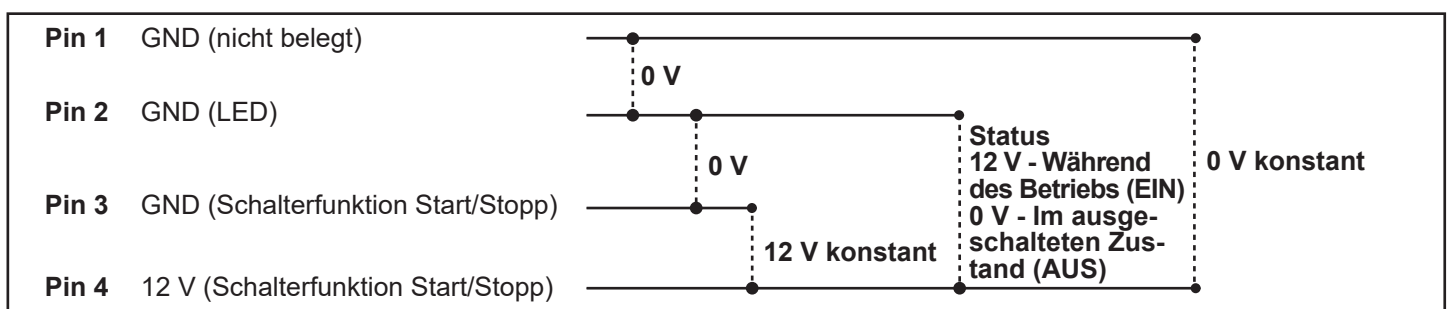 Pin 1 GND (nicht belegt)
0 V
Pin 2 GND (LED)
0 V
Status
12 V - Während
des Betriebs (EIN)
0 V - Im ausge-
schalteten Zus-
tand (AUS)
0 V konstant
Pin 3 GND (Schalterfunktion Start/Stopp)
12 V konstant
Pin 4 12 V (Schalterfunktion Start/Stopp)